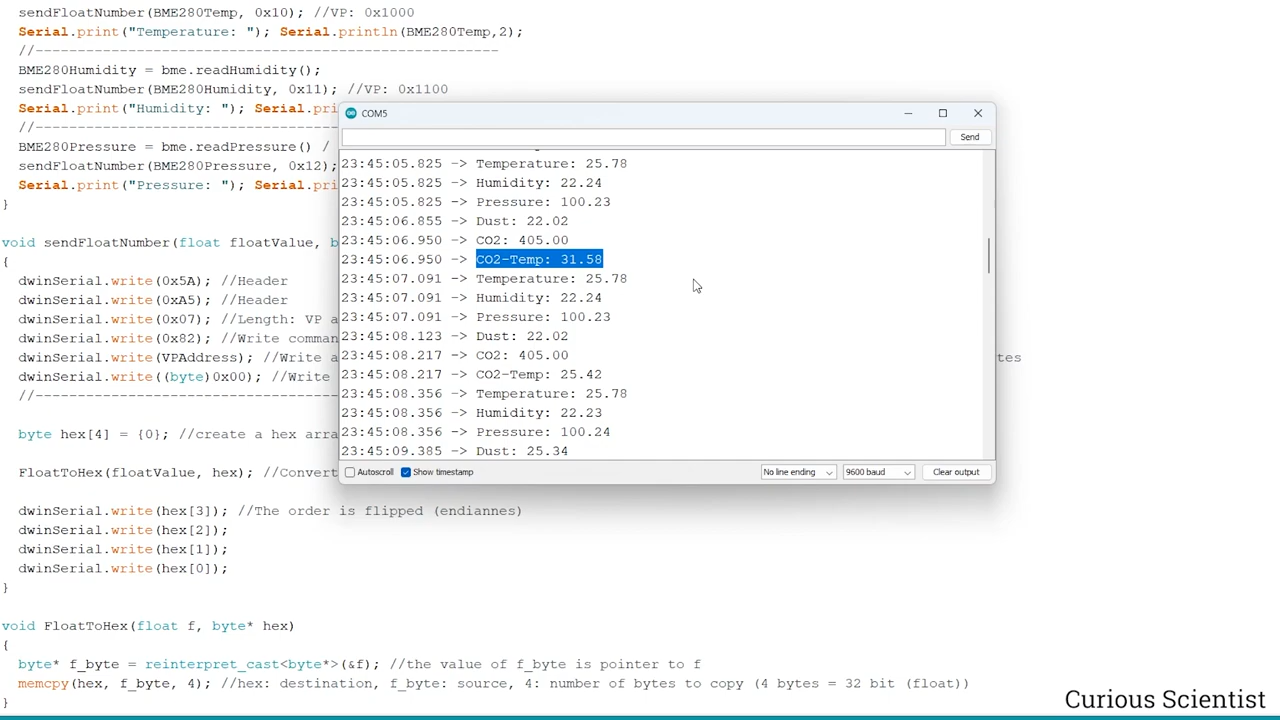 sendFloatNumber(BME280Temp, 0x10); //VP: 0x1000
Serial.print("Temperature: "); Serial.println(BME280Temp,2);
//----------------------------------------------------
BME280Humidity = bme.readHumidity();
sendFloatNumber(BME280Humidity, 0x11); //VP: 0x1100
Serial.print("Humidity: "); Serial.pri
//----------------------------------
BME280Pressure = bme.readPressure() /
sendFloatNumber(BME280Pressure, 0x12);
Serial.print("Pressure: "); Serial.pri
}
void sendFloatNumber(float floatValue, b
{
dwinSerial.write(0x5A); //Header
dwinSerial.write(0xA5); //Header
dwinSerial.write(0x07); //Length: VP a
dwinSerial.write(0x82); //Write comman
dwinSerial.write(VPAddress); //Write a tes
dwinSerial.write((byte)0x00); //Write
//----------------------------------
byte hex[4] = {0}; //create a hex arra
FloatToHex(floatValue, hex); //Convert
dwinSerial.write(hex[3]); //The order is flipped (endiannes)
dwinSerial.write(hex[2]);
dwinSerial.write(hex[1]);
dwinSerial.write(hex[0]);
}
void FloatToHex(float f, byte* hex)
{
byte* f_byte = reinterpret_cast<byte*>(&f); //the value of f_byte is pointer to f
memcpy(hex, f_byte, 4); //hex: destination, f_byte: source, 4: number of bytes to copy (4 bytes = 32 bit (float))
}
COM5
Send
23:45:05.825 -> Temperature: 25.78
23:45:05.825 -> Humidity: 22.24
23:45:05.825 -> Pressure: 100.23
23:45:06.855 -> Dust: 22.02
23:45:06.950 -> CO2: 405.00
23:45:06.950 -> CO2-Temp: 31.58
23:45:07.091 -> Temperature: 25.78
23:45:07.091 -> Humidity: 22.24
23:45:07.091 -> Pressure: 100.23
23:45:08.123 -> Dust: 22.02
23:45:08.217 -> CO2: 405.00
23:45:08.217 -> CO2-Temp: 25.42
23:45:08.356 -> Temperature: 25.78
23:45:08.356 -> Humidity: 22.23
23:45:08.356 -> Pressure: 100.24
23:45:09.385 -> Dust: 25.34
Autoscroll Show timestamp No line ending 9600 baud Clear output
Curious Scientist